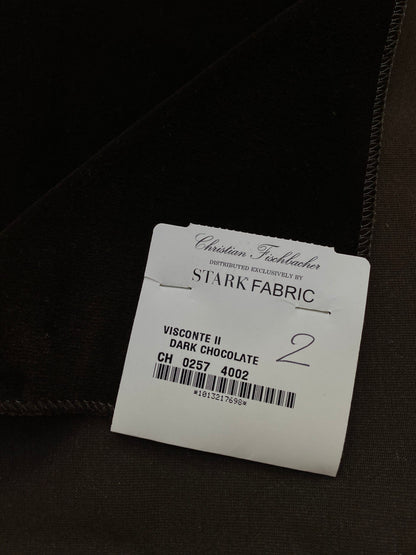 Christian Fischbacher
DISTRIBUTED EXCLUSIVELY BY
STARK FABRIC
VISCONTE II
DARK CHOCOLATE
2
CH 0257 4002
*1013217698*